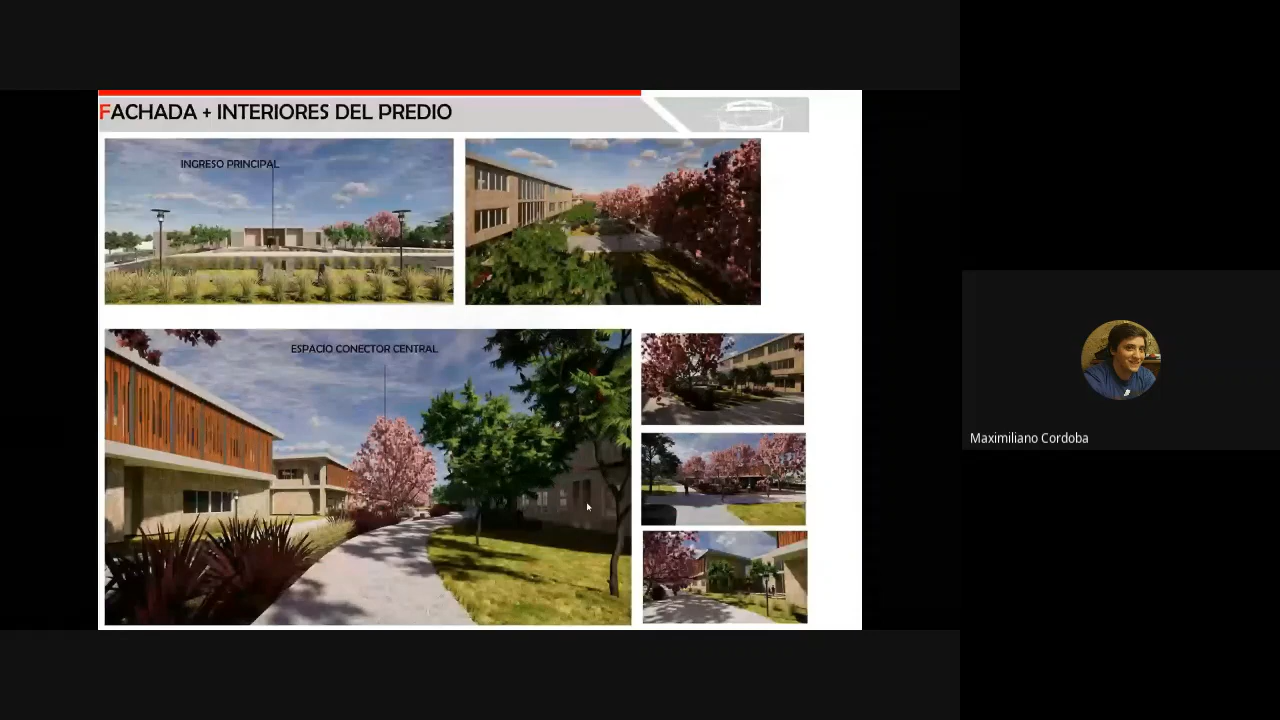 FACHADA + INTERIORES DEL PREDIO
INGRESO PRINCIPAL
ESPACIO CONECTOR CENTRAL
Maximiliano Cordoba